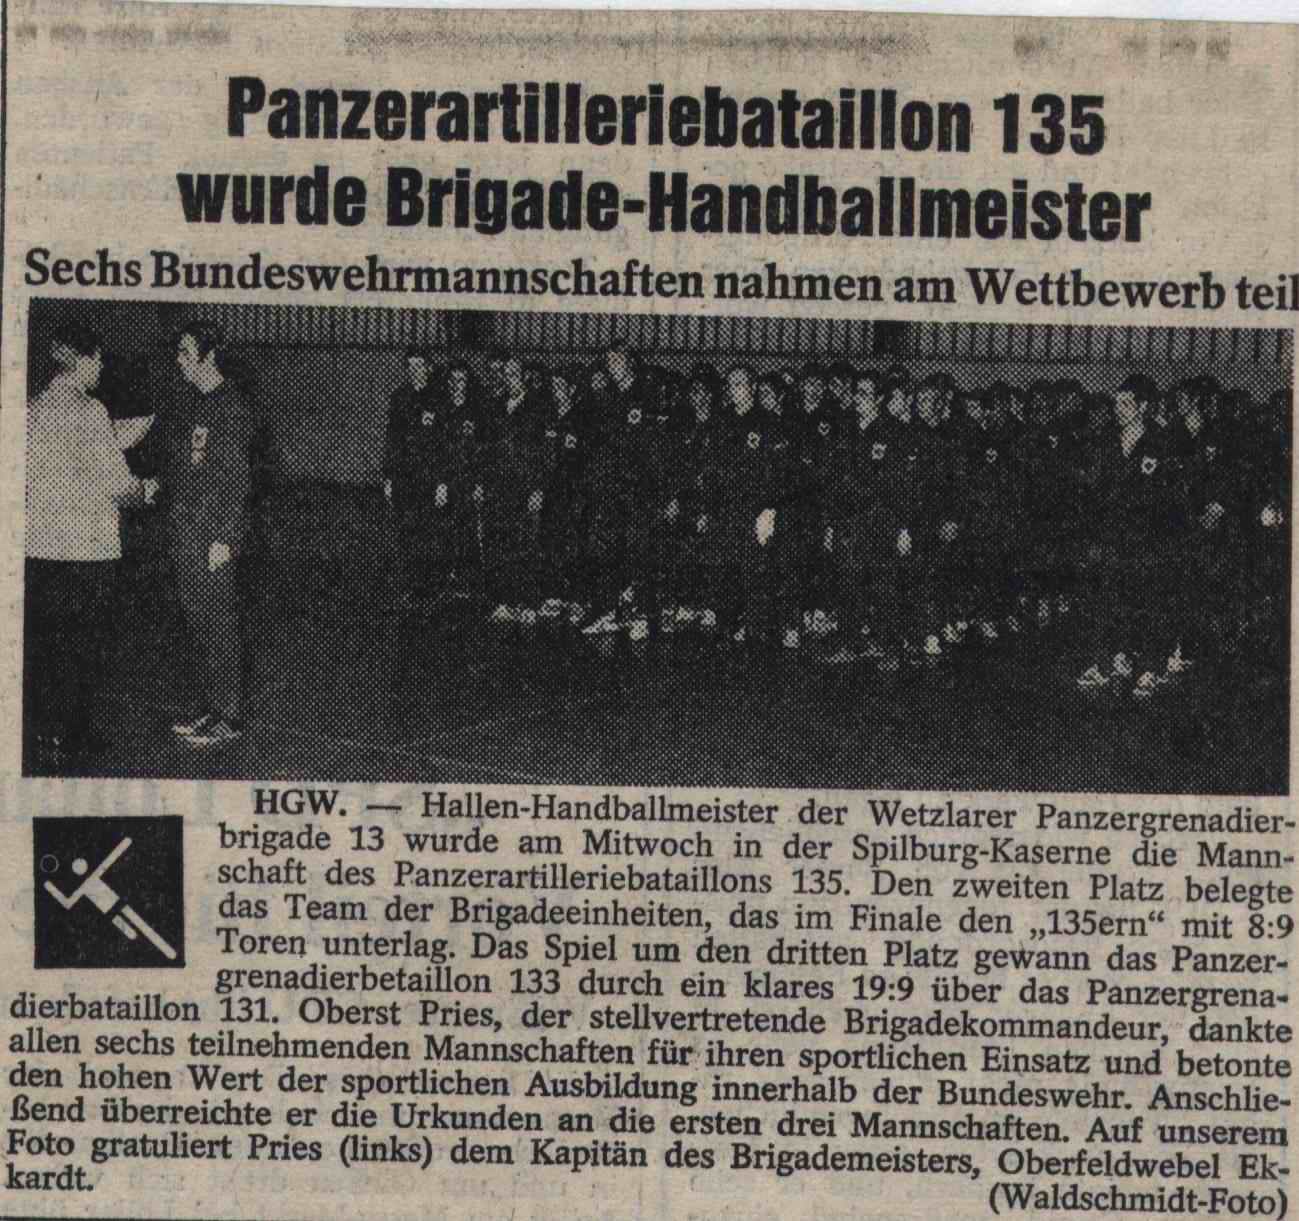 Panzerartilleriebataillon 135
wurde Brigade-Handballmeister
Sechs Bundeswehrmannschaften nahmen am Wettbewerb teil
HGW. — Hallen-Handballmeister der Wetzlarer Panzergrenadier-
brigade 13 wurde am Mitwoch in der Spilburg-Kaserne die Mann-
schaft des Panzerartilleriebataillons 135. Den zweiten Platz belegte
das Team der Brigadeeinheiten, das im Finale den „135ern“ mit 8:9
Toren unterlag. Das Spiel um den dritten Platz gewann das Panzer-
grenadierbetaillon 133 durch ein klares 19:9 über das Panzergrena-
dierbataillon 131. Oberst Pries, der stellvertretende Brigadekommandeur, dankte
allen sechs teilnehmenden Mannschaften für ihren sportlichen Einsatz und betonte
den hohen Wert der sportlichen Ausbildung innerhalb der Bundeswehr. Anschlie-
ßend überreichte er die Urkunden an die ersten drei Mannschaften. Auf unserem
Foto gratuliert Pries (links) dem Kapitän des Brigademeisters, Oberfeldwebel Ek-
kardt.
(Waldschmidt-Foto)